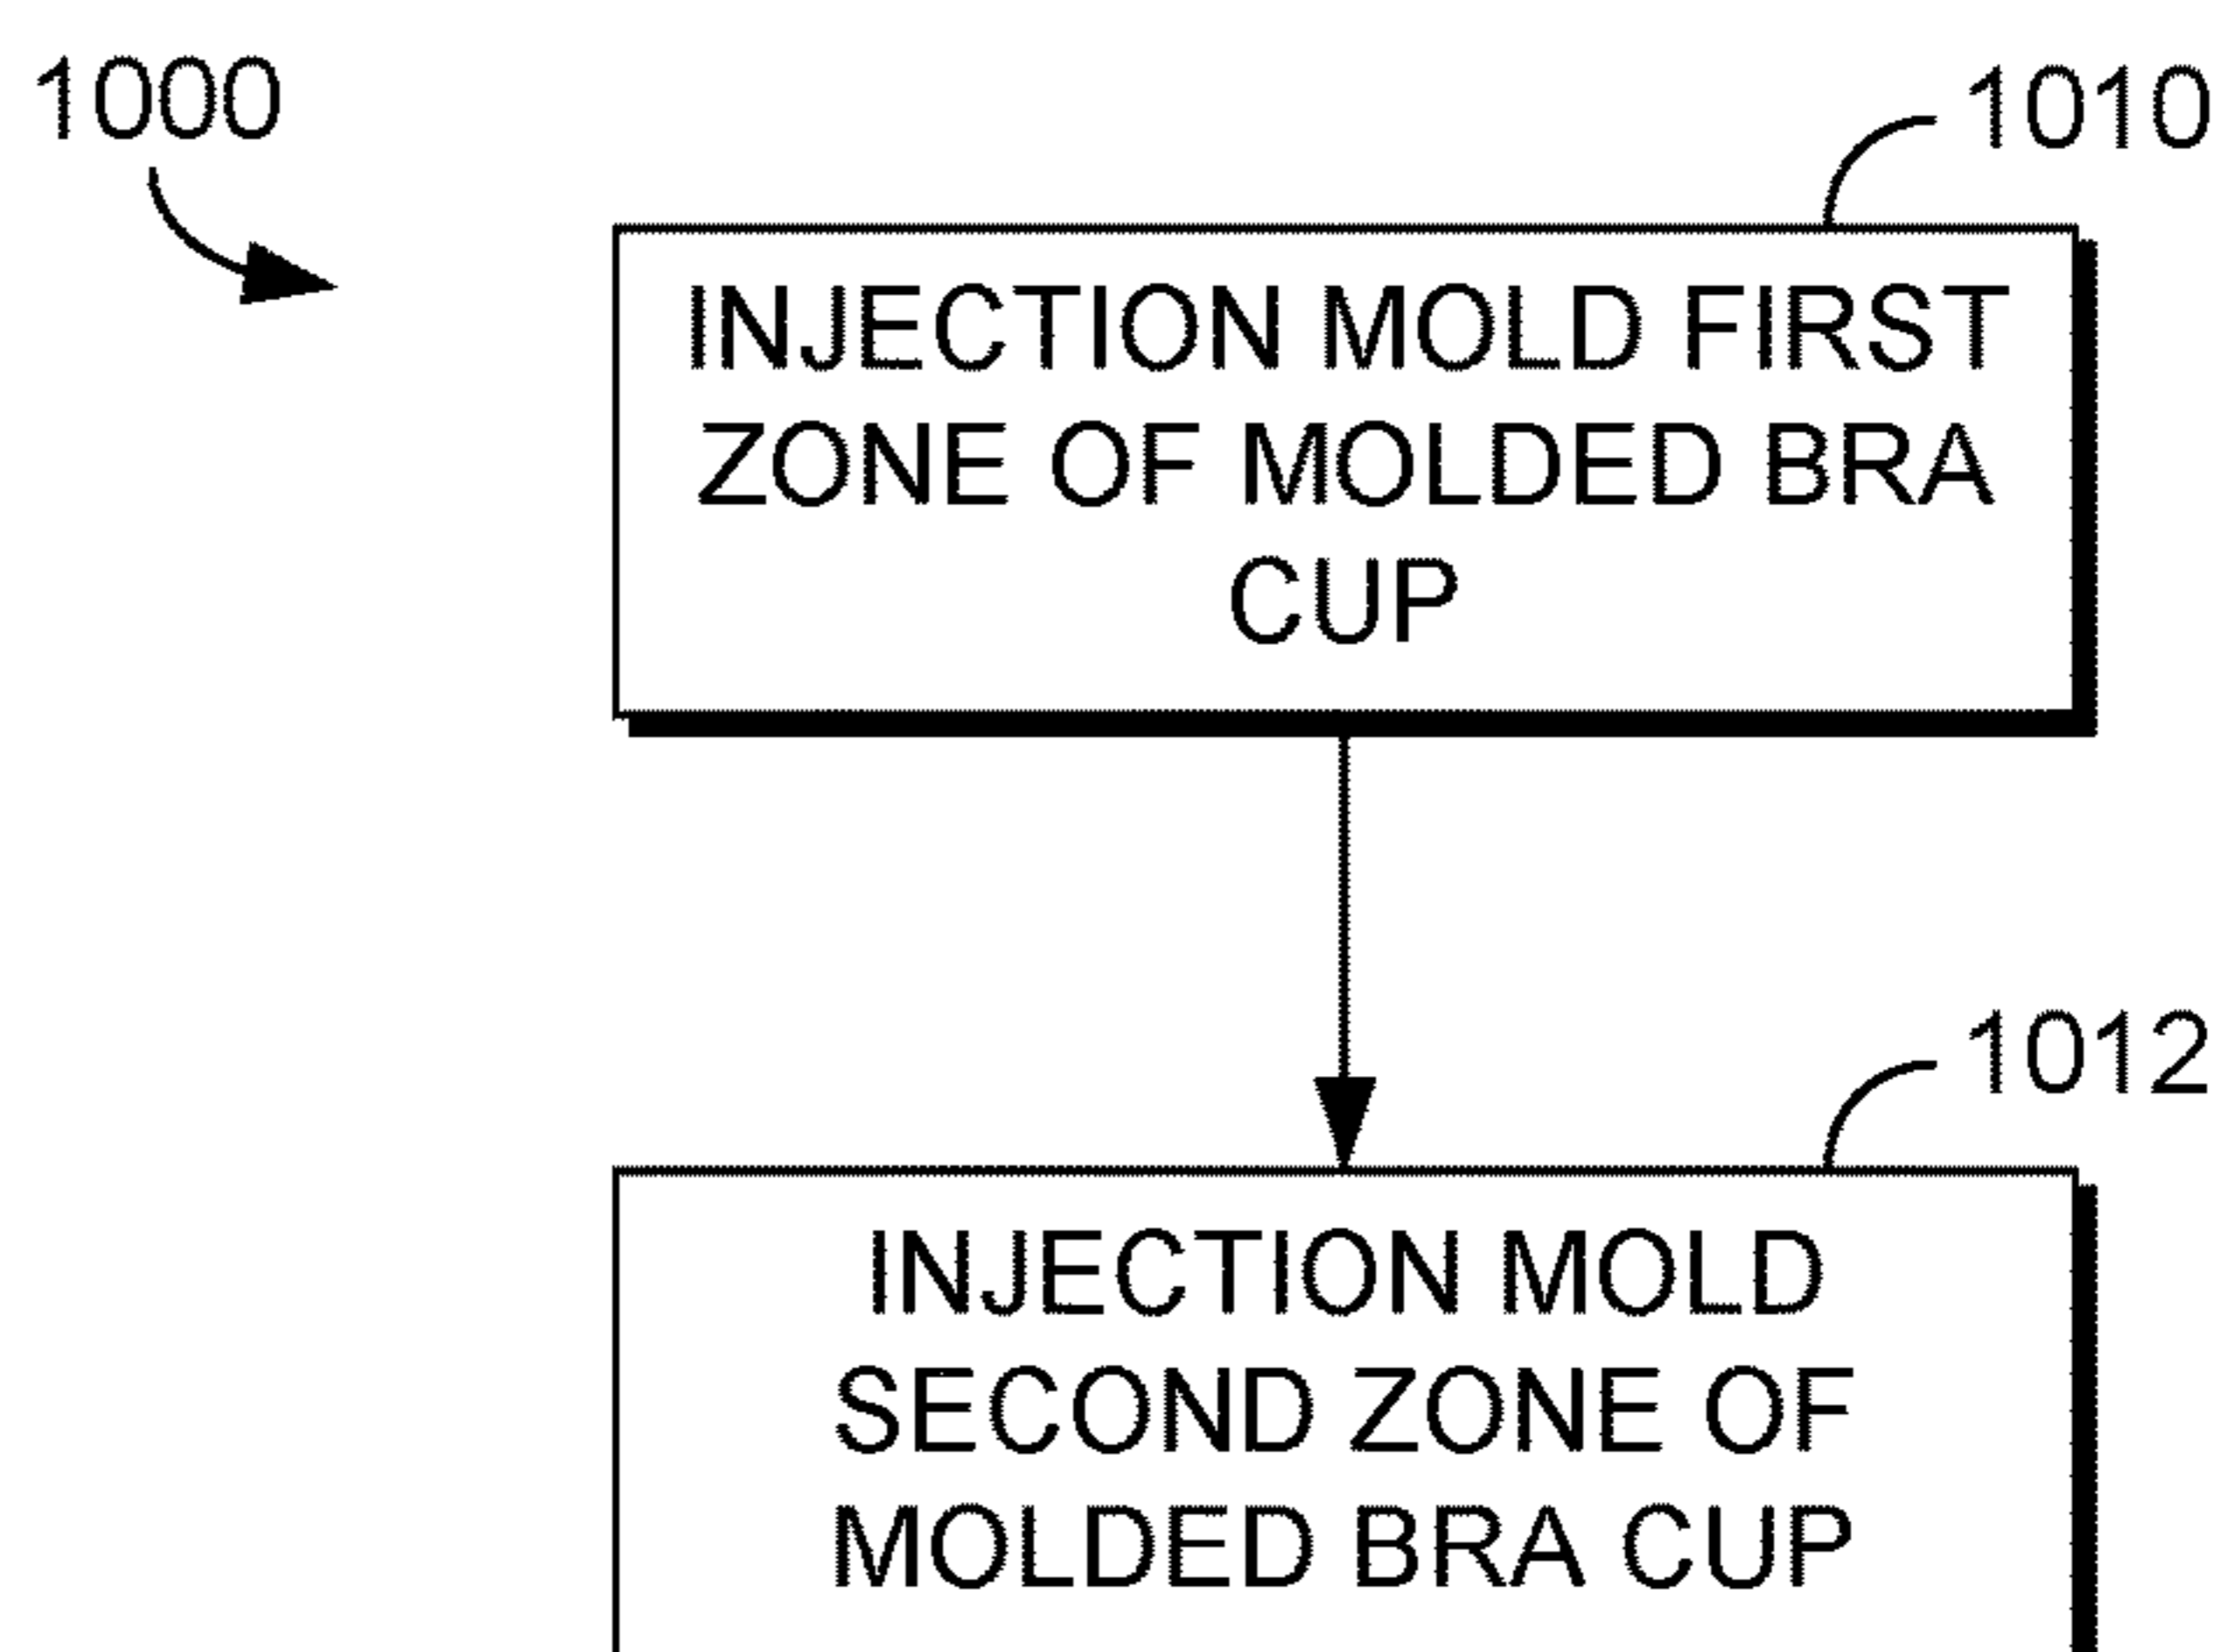 1000
1010
INJECTION MOLD FIRST
ZONE OF MOLDED BRA
CUP
1012
INJECTION MOLD
SECOND ZONE OF
MOLDED BRA CUP